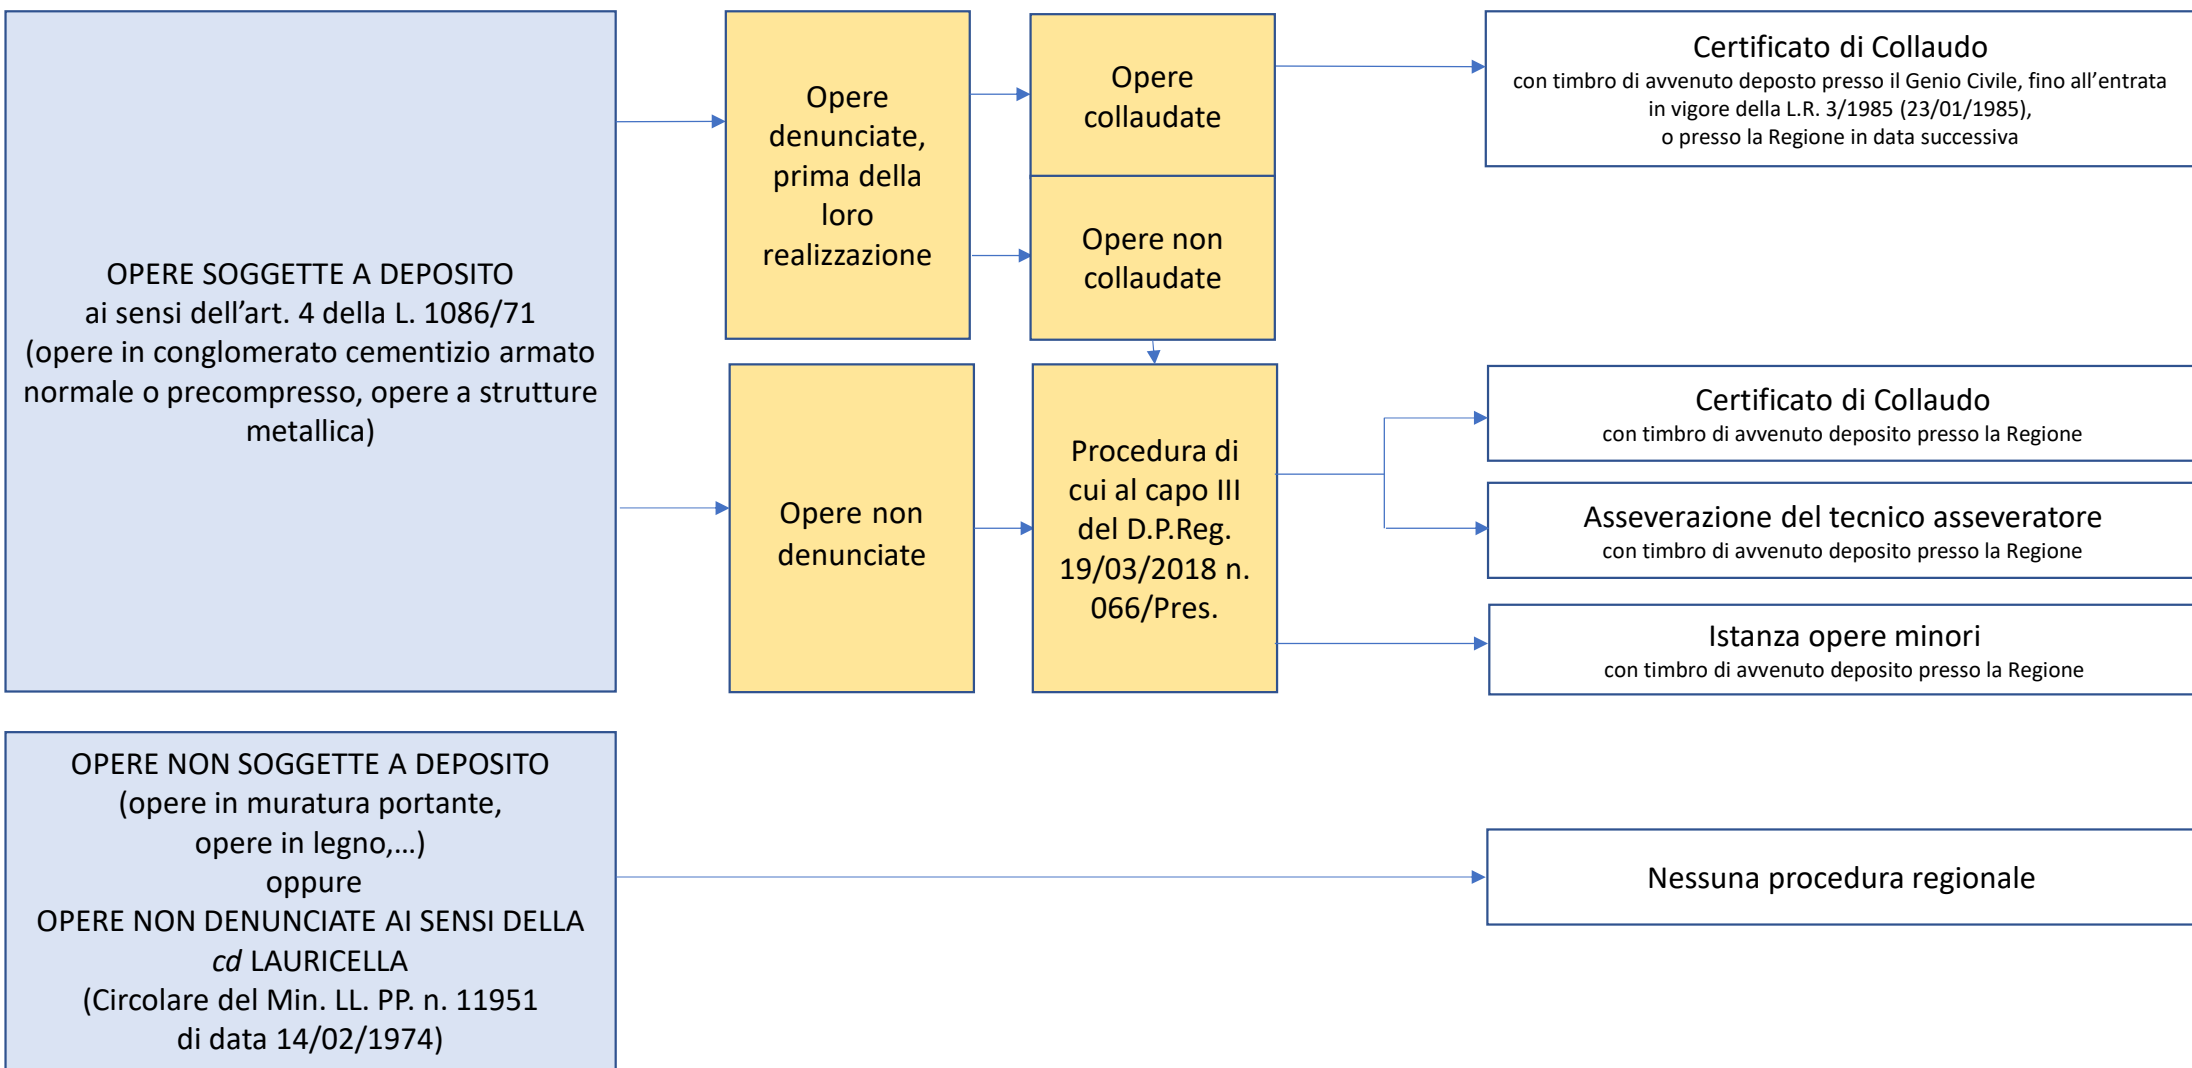 OPERE SOGGETTE A DEPOSITO
ai sensi dell’art. 4 della L. 1086/71
(opere in conglomerato cementizio armato
normale o precompresso, opere a strutture
metallica)
Opere
denunciate,
prima della
loro
realizzazione
Opere
collaudate
Certificato di Collaudo
con timbro di avvenuto deposto presso il Genio Civile, fino all’entrata
in vigore della L.R. 3/1985 (23/01/1985),
o presso la Regione in data successiva
Opere non
collaudate
Opere non
denunciate
Procedura di
cui al capo III
del D.P.Reg.
19/03/2018 n.
066/Pres.
Certificato di Collaudo
con timbro di avvenuto deposito presso la Regione
Asseverazione del tecnico asseveratore
con timbro di avvenuto deposito presso la Regione
Istanza opere minori
con timbro di avvenuto deposito presso la Regione
OPERE NON SOGGETTE A DEPOSITO
(opere in muratura portante,
opere in legno,…)
oppure
OPERE NON DENUNCIATE AI SENSI DELLA
cd LAURICELLA
(Circolare del Min. LL. PP. n. 11951
di data 14/02/1974)
Nessuna procedura regionale